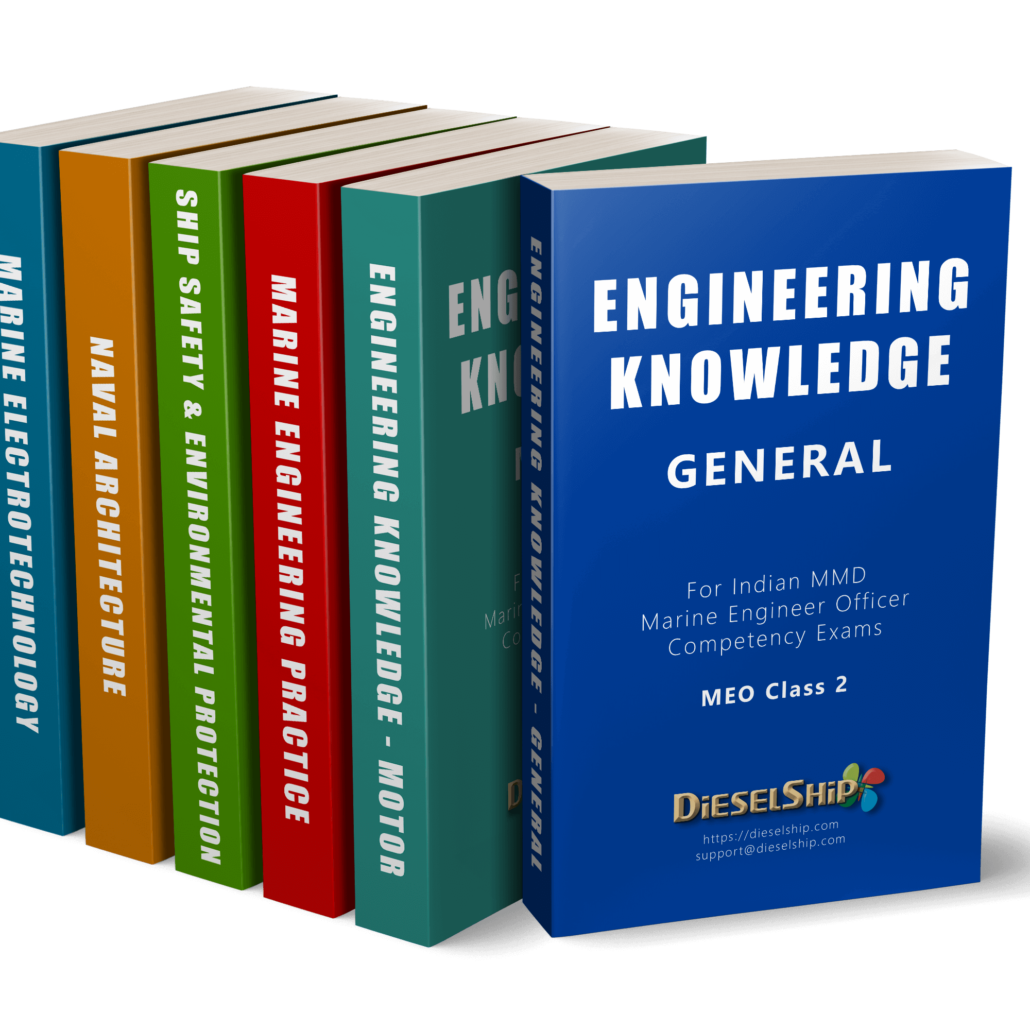 MARINE ELECTROTECHNOLOGY
NAVAL ARCHITECTURE
SHIP SAFETY & ENVIRONMENTAL PROTECTION
MARINE ENGINEERING PRACTICE
ENGINEERING KNOWLEDGE - MOTOR
ENGINEERING KNOWLEDGE - GENERAL
ENGINEERING
KNOWLEDGE
GENERAL
For Indian MMD
Marine Engineer Officer
Competency Exams
MEO Class 2
DIESELSHIP
https://dieselship.com
support@dieselship.com